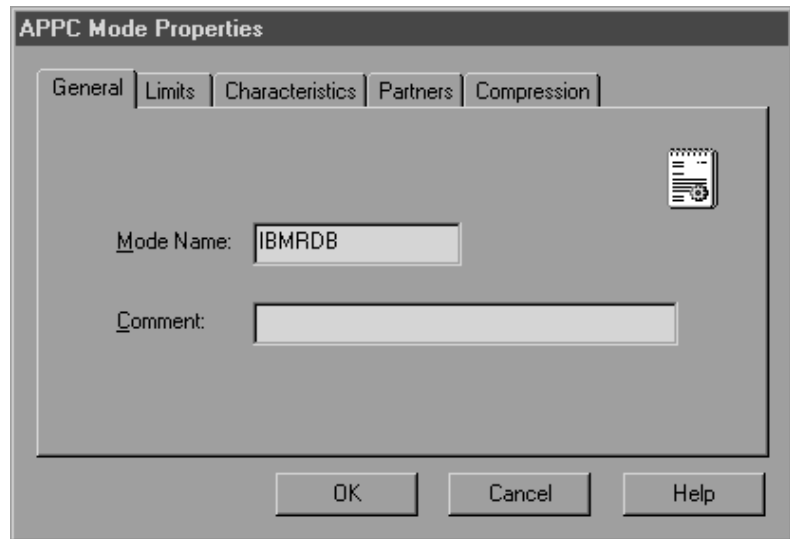 APPC Mode Properties
General Limits Characteristics Partners Compression
Mode Name: IBMRDB
Comment:
OK Cancel Help